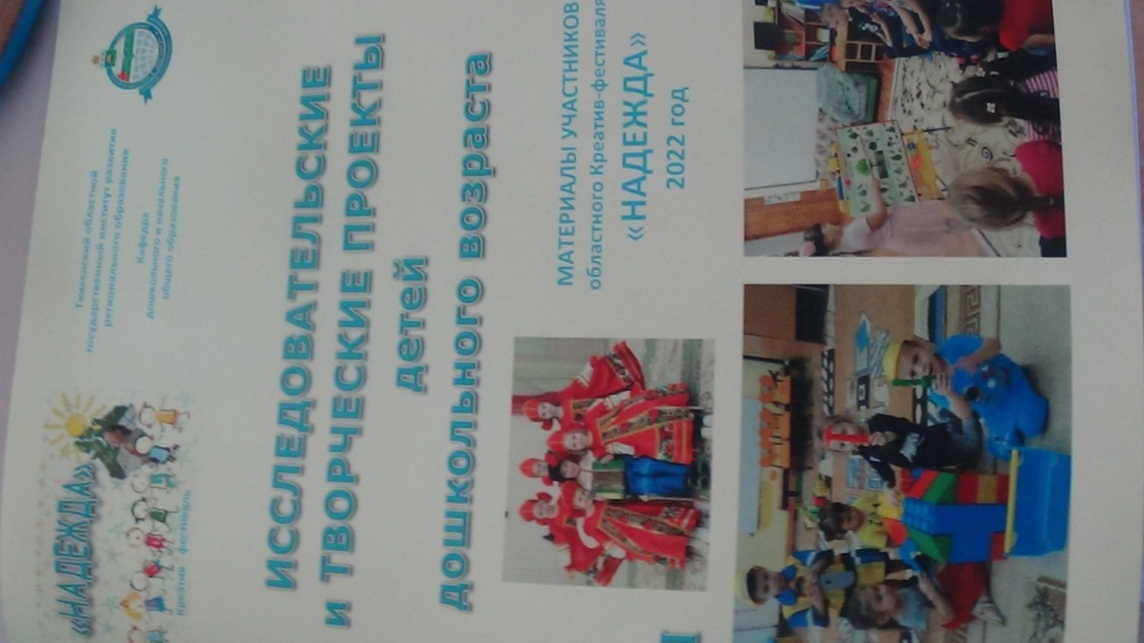 «НАДЕЖДА»
Креатив фестиваль
Тюменский областной
государственный институт развития
регионального образования
Кафедра
дошкольного и начального
общего образования
ИССЛЕДОВАТЕЛЬСКИЕ
И ТВОРЧЕСКИЕ ПРОЕКТЫ
детей
дошкольного возраста
МАТЕРИАЛЫ УЧАСТНИКОВ
областного Креатив-фестиваля
«НАДЕЖДА»
2022 год